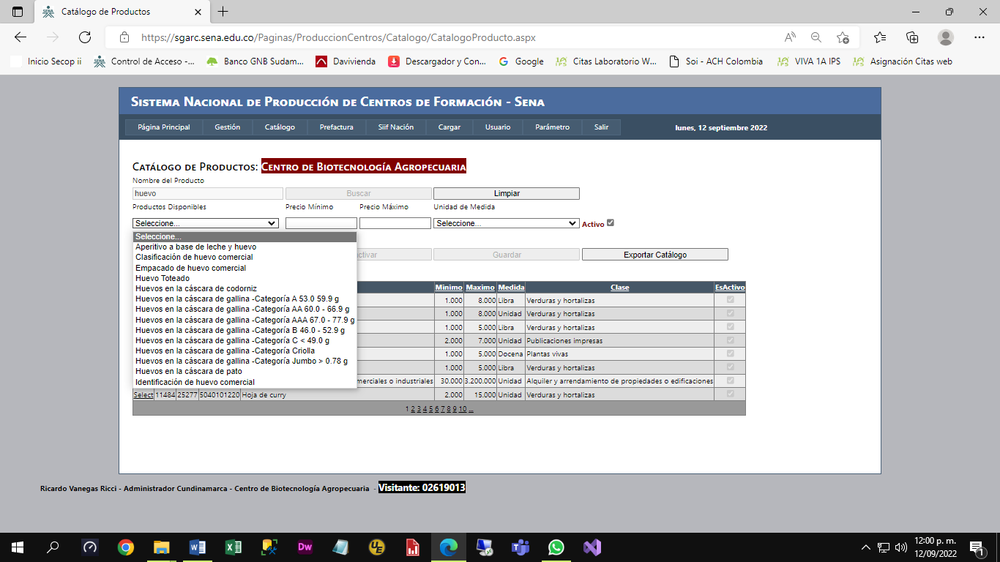 Catálogo de Productos
https://sgarc.sena.edu.co/Paginas/ProduccionCentros/Catalogo/CatalogoProducto.aspx
Inicio Secop ii Control de Acceso -... Banco GNB Sudam... Davivienda Descargador y Con... Google Citas Laboratorio W... Soi - ACH Colombia VIVA 1A IPS Asignación Citas web
Sistema Nacional de Producción de Centros de Formación - Sena
Página Principal Gestión Catálogo Prefactura Siif Nación Cargar Usuario Parámetro Salir lunes, 12 septiembre 2022
Catálogo de Productos: Centro de Biotecnología Agropecuaria
Nombre del Producto
huevo Buscar Limpiar
Productos Disponibles Precio Mínimo Precio Máximo Unidad de Medida
Seleccione... Seleccione... Activo
Seleccione...
Aperitivo a base de leche y huevo
Clasificación de huevo comercial ctivar Guardar Exportar Catálogo
Empacado de huevo comercial
Huevo Toteado
Huevos en la cáscara de codorniz Minimo Maximo Medida Clase EsActivo
Huevos en la cáscara de gallina -Categoría A 53.0 59.9 g 1.000 8.000 Libra Verduras y hortalizas
Huevos en la cáscara de gallina -Categoría AA 60.0 - 66.9 g 1.000 8.000 Unidad Verduras y hortalizas
Huevos en la cáscara de gallina -Categoría AAA 67.0 - 77.9 g 1.000 5.000 Libra Verduras y hortalizas
Huevos en la cáscara de gallina -Categoría B 46.0 - 52.9 g
Huevos en la cáscara de gallina -Categoría C < 49.0 g 2.000 7.000 Unidad Publicaciones impresas
Huevos en la cáscara de gallina -Categoría Criolla 1.000 5.000 Docena Plantas vivas
Huevos en la cáscara de gallina -Categoría Jumbo > 0.78 g 1.000 5.000 Libra Verduras y hortalizas
Huevos en la cáscara de pato
Identificación de huevo comercial merciales o industriales 30.000 3.200.000 Unidad Alquiler y arrendamiento de propiedades o edificaciones
Select 11484 25277 5040101220 Hoja de curry 2.000 15.000 Unidad Verduras y hortalizas
1 2 3 4 5 6 7 8 9 10 ...
Ricardo Vanegas Ricci - Administrador Cundinamarca - Centro de Biotecnología Agropecuaria - Visitante: 02619013
12:00 p. m.
12/09/2022